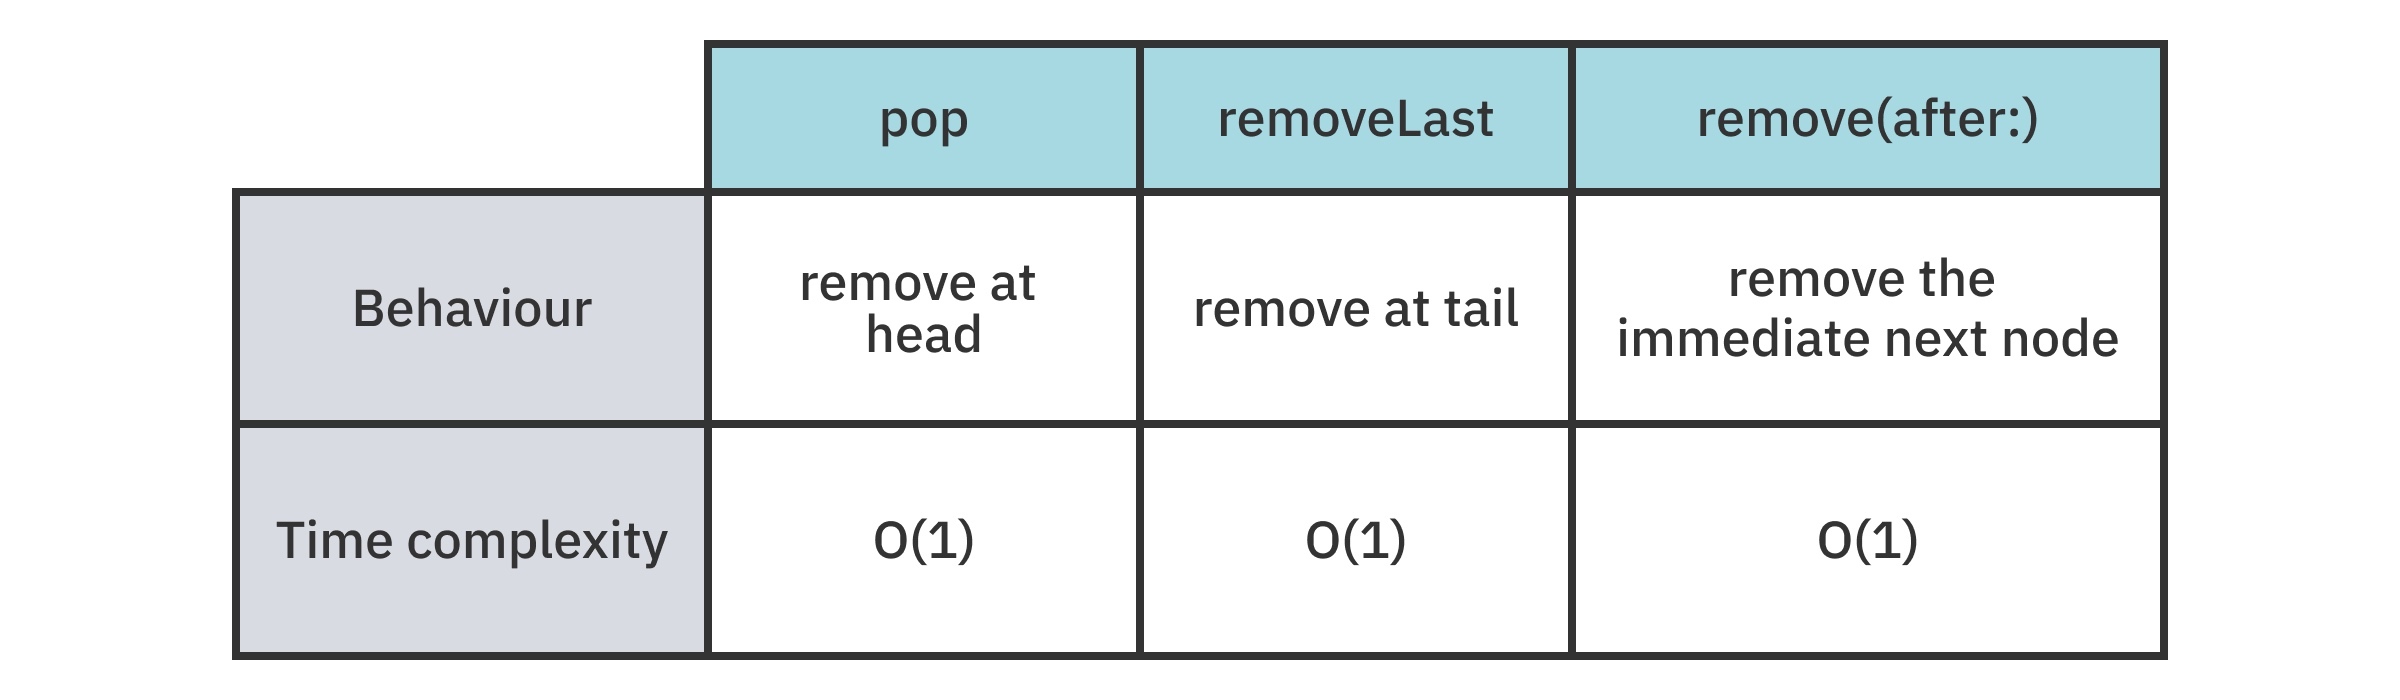 pop removeLast remove(after:)
Behaviour
remove at
head
remove at tail
remove the
immediate next node
Time complexity O(1) O(1) O(1)